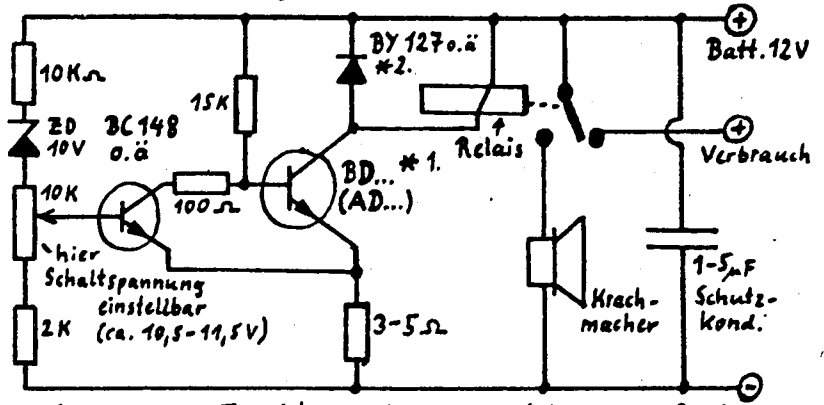 10KΩ
ZD
10V
BC 148
o.ä
15K
BY 127 o.ä
*2.
Relais
+
Batt. 12V
+
Verbrauch
10K
100Ω
BD... *1.
(AD...)
hier
Schaltspannung
einstellbar
(ca. 10,5-11,5V)
2K
3-5Ω
Krach-
macher
1-5µF
Schutz-
Kond.
-